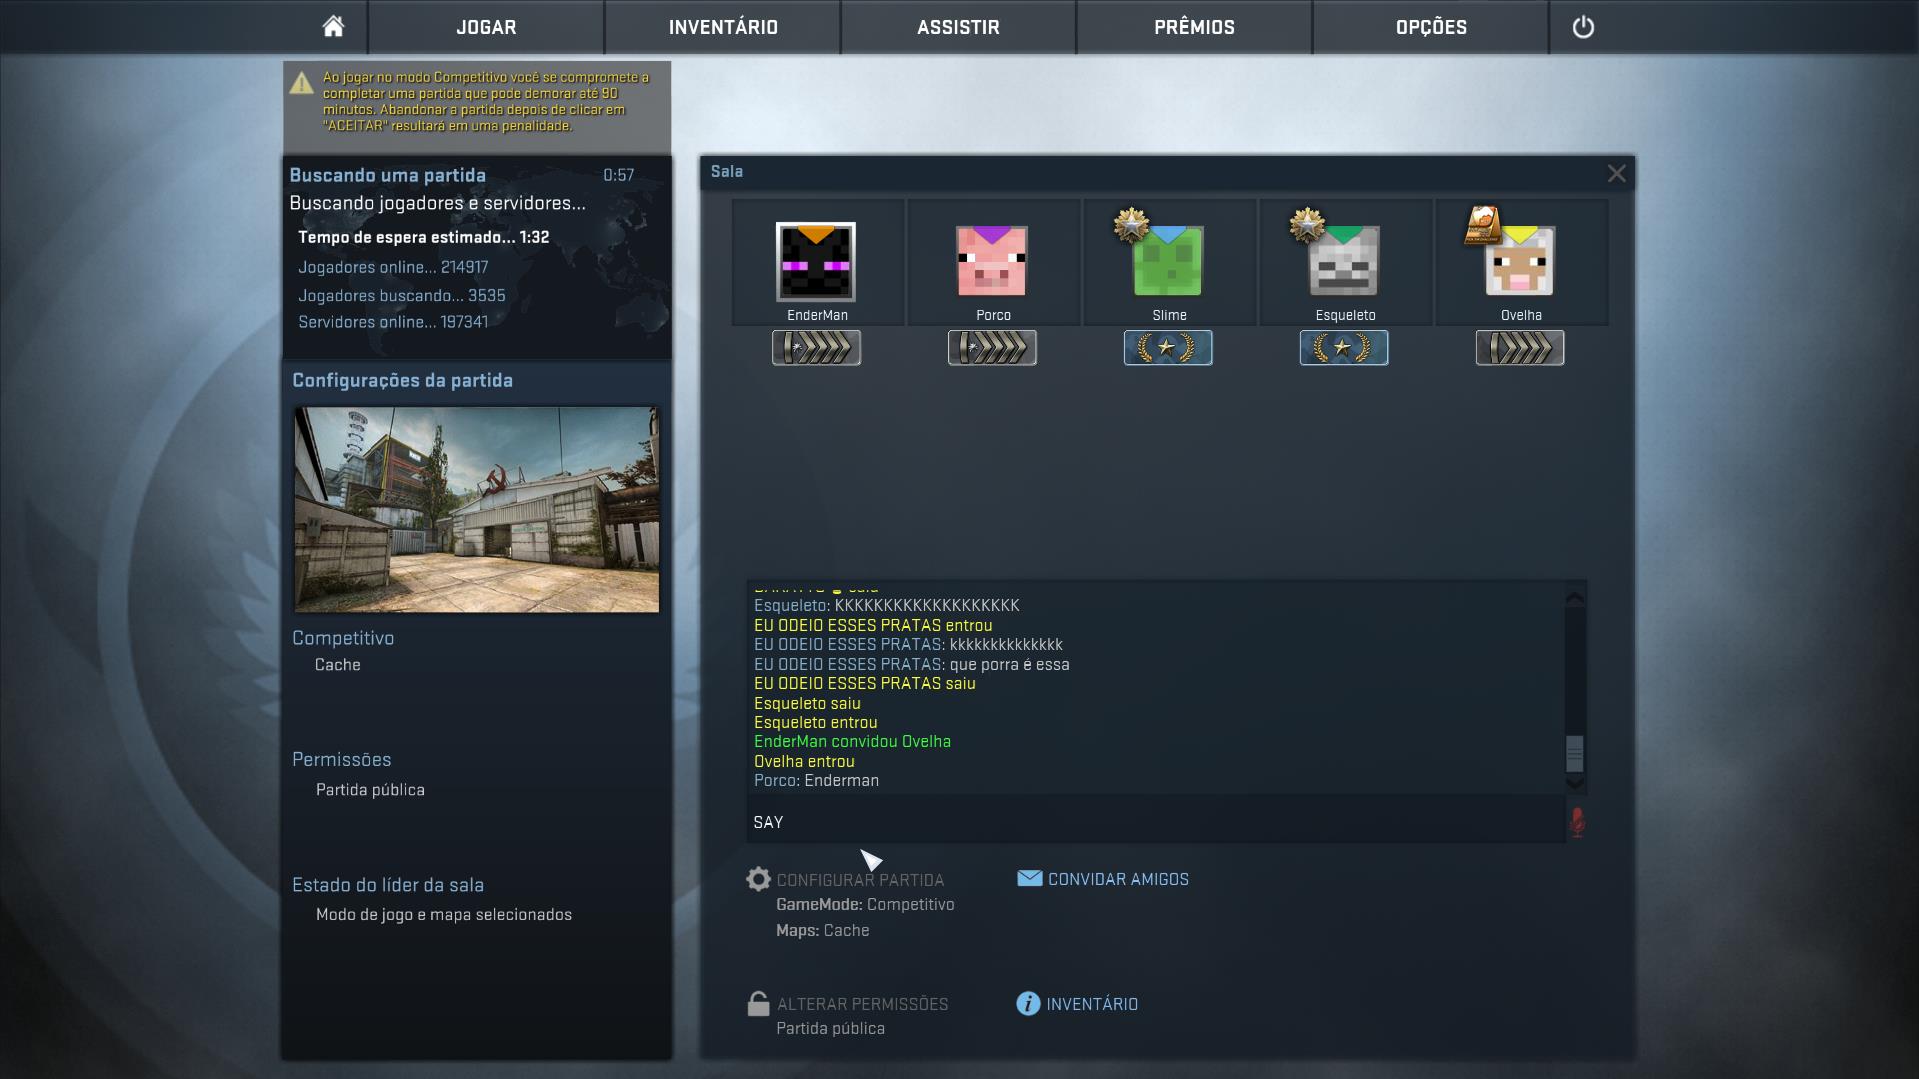 JOGAR
INVENTÁRIO
ASSISTIR
PRÊMIOS
OPÇÕES
Ao jogar no modo Competitivo você se compromete a
completar uma partida que pode demorar até 90
minutos. Abandonar a partida depois de clicar em
"ACEITAR" resultará em uma penalidade.
Buscando uma partida 0:57
Buscando jogadores e servidores...
Tempo de espera estimado... 1:32
Jogadores online... 214917
Jogadores buscando... 3535
Servidores online... 197341
Configurações da partida
Competitivo
Cache
Permissões
Partida pública
Estado do líder da sala
Modo de jogo e mapa selecionados
Sala
EnderMan
Porco
Slime
Esqueleto
Ovelha
Esqueleto: KKKKKKKKKKKKKKKKKKK
EU ODEIO ESSES PRATAS entrou
EU ODEIO ESSES PRATAS: kkkkkkkkkkkkkk
EU ODEIO ESSES PRATAS: que porra é essa
EU ODEIO ESSES PRATAS saiu
Esqueleto saiu
Esqueleto entrou
EnderMan convidou Ovelha
Ovelha entrou
Porco: Enderman
SAY
CONFIGURAR PARTIDA
GameMode: Competitivo
Maps: Cache
CONVIDAR AMIGOS
ALTERAR PERMISSÕES
Partida pública
INVENTÁRIO